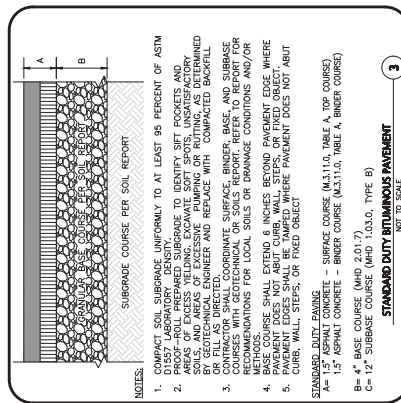 A
B
GRANULAR BASE COURSE PER SOIL REPORT
SUBGRADE COURSE PER SOIL REPORT
NOTES:
1. COMPACT SOIL SUBGRADE UNIFORMLY TO AT LEAST 95 PERCENT OF ASTM
D1557 LABORATORY DENSITY.
2. PROOF-ROLL PREPARED SUBGRADE TO IDENTIFY SIFT POCKETS AND
AREAS OF EXCESS YIELDING. EXCAVATE SOFT SPOTS, UNSATISFACTORY
SOILS, AND AREAS OF EXCESSIVE PUMPING OR RUTTING, AS DETERMINED
BY GEOTECHNICAL ENGINEER AND REPLACE WITH COMPACTED BACKFILL
OR FILL AS DIRECTED.
3. CONTRACTOR SHALL COORDINATE SURFACE, BINDER, BASE, AND SUBBASE
COURSES WITH GEOTECHNICAL OR SOILS REPORT. REFER TO REPORT FOR
RECOMMENDATIONS FOR LOCAL SOILS OR DRAINAGE CONDITIONS AND/OR
METHODS.
4. BASE COURSE SHALL EXTEND 6 INCHES BEYOND PAVEMENT EDGE WHERE
PAVEMENT DOES NOT ABUT CURB, WALL, STEPS, OR FIXED OBJECT.
5. PAVEMENT EDGES SHALL BE TAMPED WHERE PAVEMENT DOES NOT ABUT
CURB, WALL, STEPS, OR FIXED OBJECT
STANDARD DUTY PAVING
A= 1.5" ASPHALT CONCRETE - SURFACE COURSE (M.3.11.0, TABLE A, TOP COURSE)
1.5" ASPHALT CONCRETE - BINDER COURSE (M.3.11.0, TABLE A, BINDER COURSE)
B= 4" BASE COURSE (MHD 2.01.7)
C= 12" SUBBASE COURSE (MHD 1.03.0, TYPE B)
STANDARD DUTY BITUMINOUS PAVEMENT
NOT TO SCALE
3